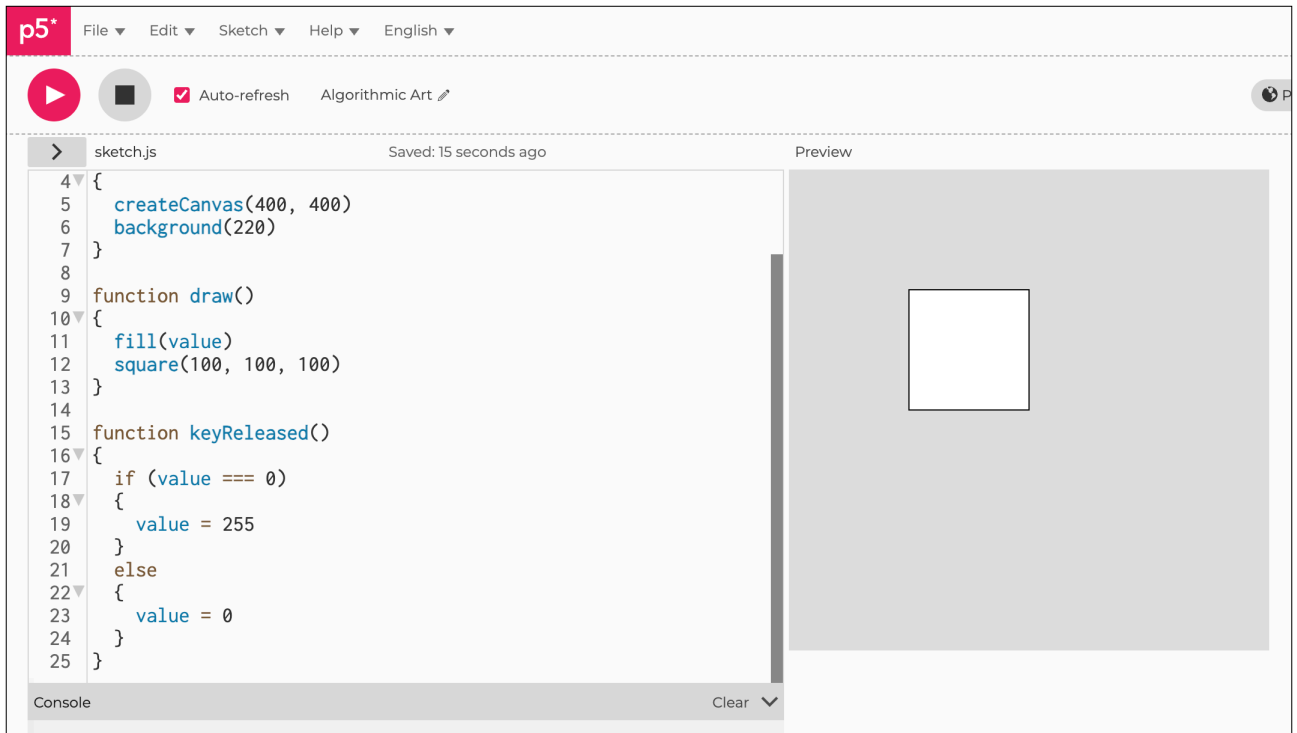 p5* File Edit Sketch Help English
Auto-refresh Algorithmic Art P
sketch.js Saved: 15 seconds ago Preview
4 {
5   createCanvas(400, 400)
6   background(220)
7 }
8
9 function draw()
10 {
11   fill(value)
12   square(100, 100, 100)
13 }
14
15 function keyReleased()
16 {
17   if (value === 0)
18   {
19     value = 255
20   }
21   else
22   {
23     value = 0
24   }
25 }
Console Clear